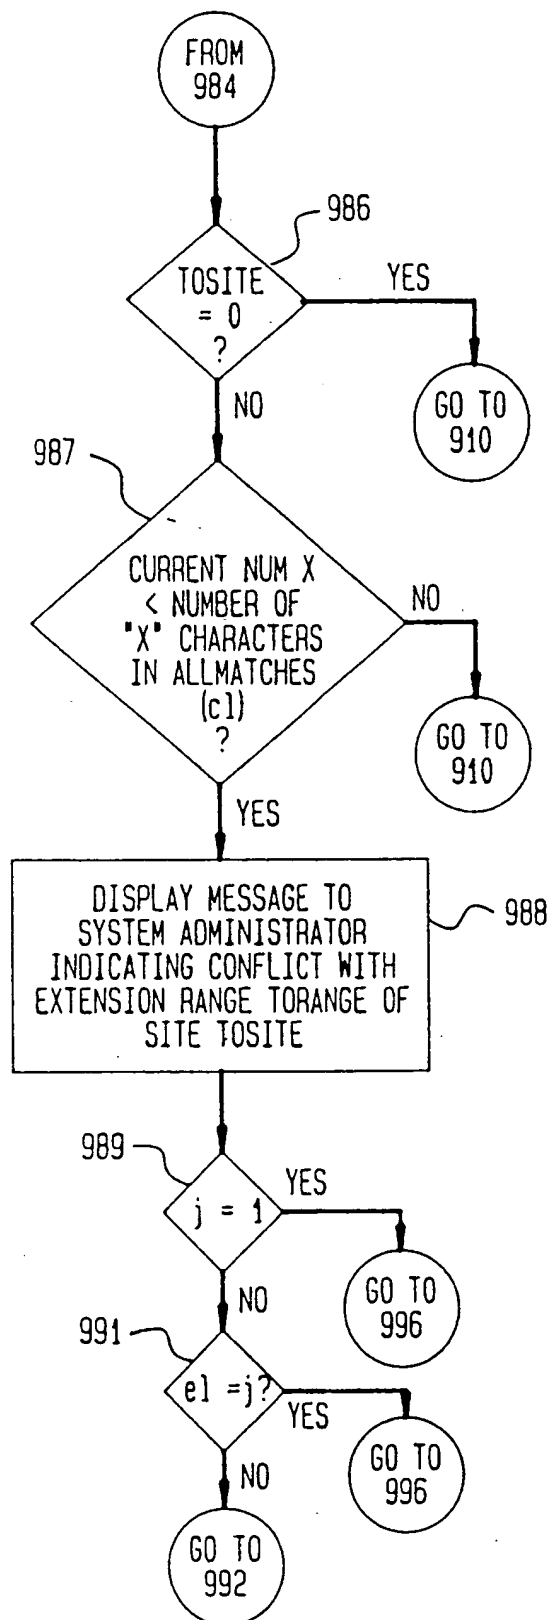 FROM
984
986
TOSITE
= 0
?
YES
GO TO
910
NO
987
CURRENT NUM X
< NUMBER OF
"X" CHARACTERS
IN ALLMATCHES
(cl)
?
NO
GO TO
910
YES
DISPLAY MESSAGE TO
SYSTEM ADMINISTRATOR
INDICATING CONFLICT WITH
EXTENSION RANGE TORANGE OF
SITE TOSITE
988
989
j = 1
YES
GO TO
996
NO
991
el =j?
YES
GO TO
996
NO
GO TO
992